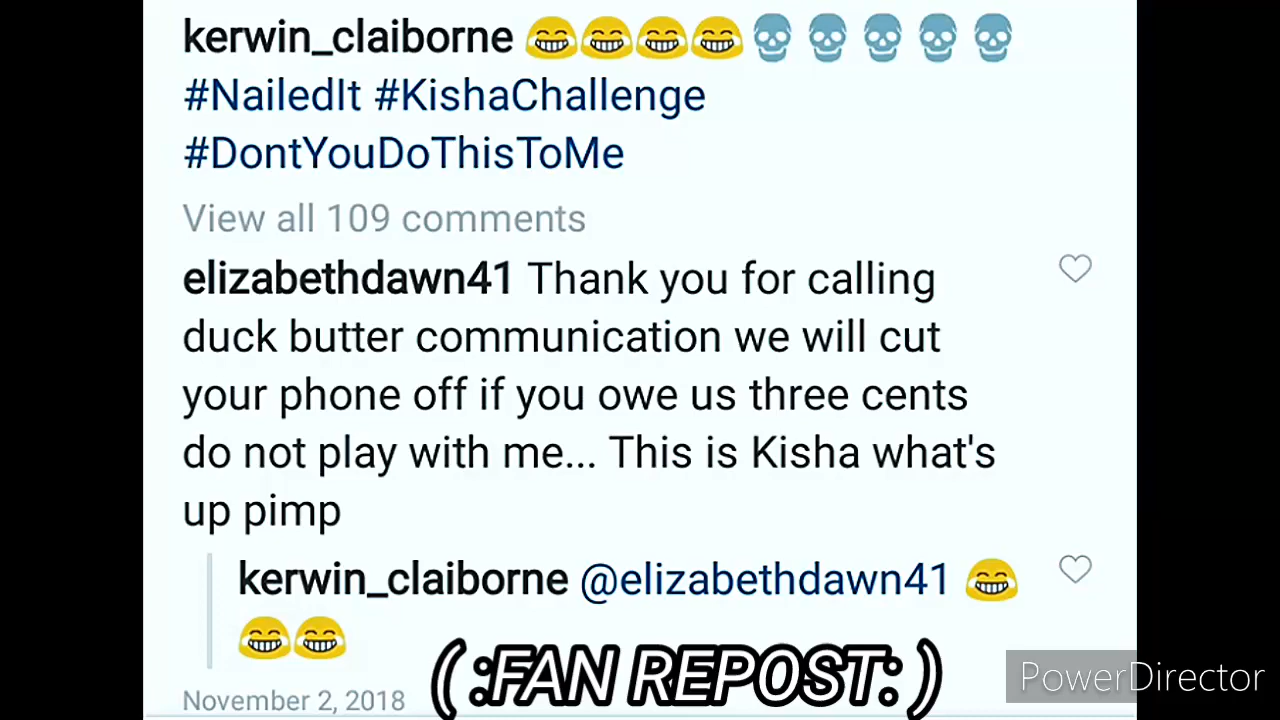 kerwin_claiborne 😂😂😂😂💀💀💀💀💀
#NailedIt #KishaChallenge
#DontYouDoThisToMe
View all 109 comments
elizabethdawn41 Thank you for calling
duck butter communication we will cut
your phone off if you owe us three cents
do not play with me... This is Kisha what's
up pimp
kerwin_claiborne @elizabethdawn41 😂
😂😂
(:FAN REPOST:)
November 2, 2018
PowerDirector